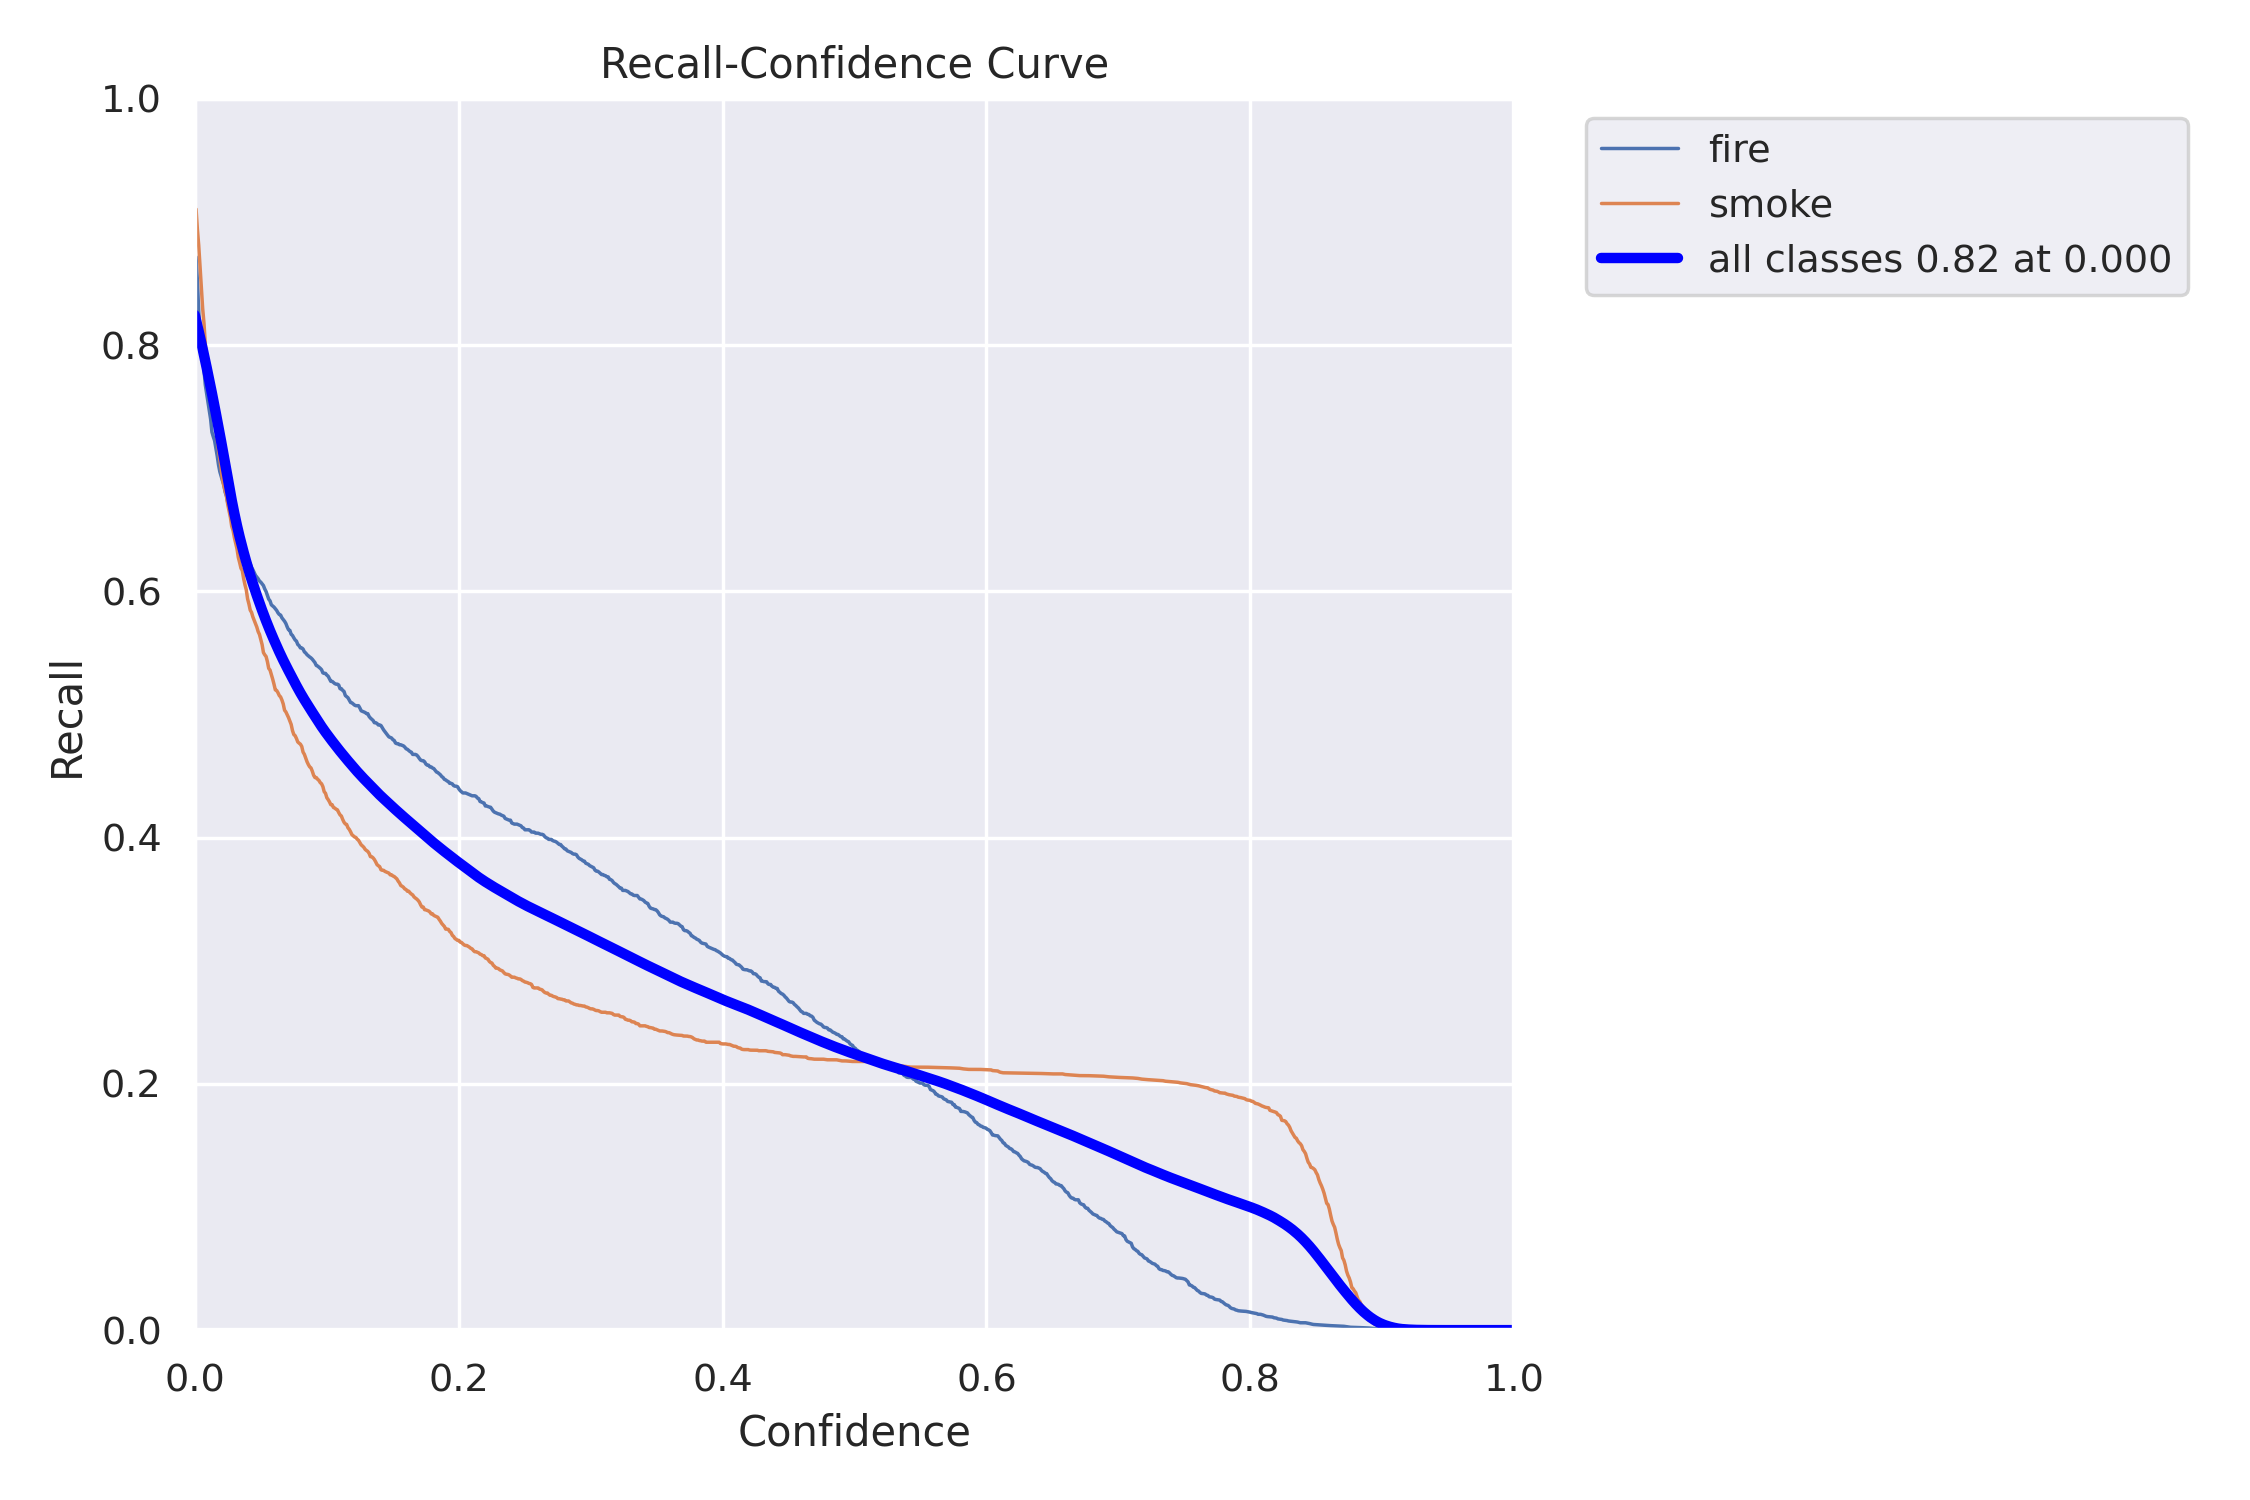 Recall-Confidence Curve
1.0
0.8
0.6
0.4
0.2
0.0
Recall
0.0 0.2 0.4 0.6 0.8 1.0
Confidence
fire
smoke
all classes 0.82 at 0.000